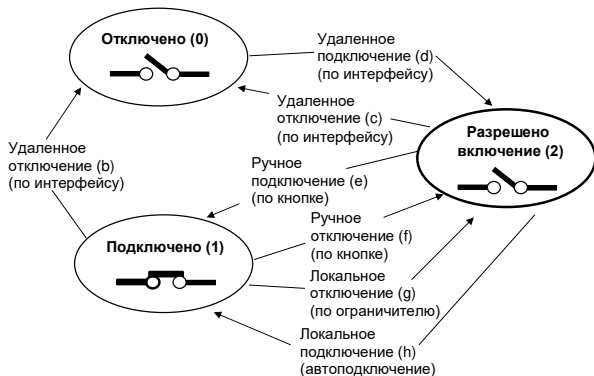 Отключено (0)
Удаленное
подключение (d)
(по интерфейсу)
Удаленное
отключение (c)
(по интерфейсу)
Разрешено
включение (2)
Удаленное
отключение (b)
(по интерфейсу)
Ручное
подключение (e)
(по кнопке)
Ручное
отключение (f)
(по кнопке)
Подключено (1)
Локальное
отключение (g)
(по ограничителю)
Локальное
подключение (h)
(автоподключение)